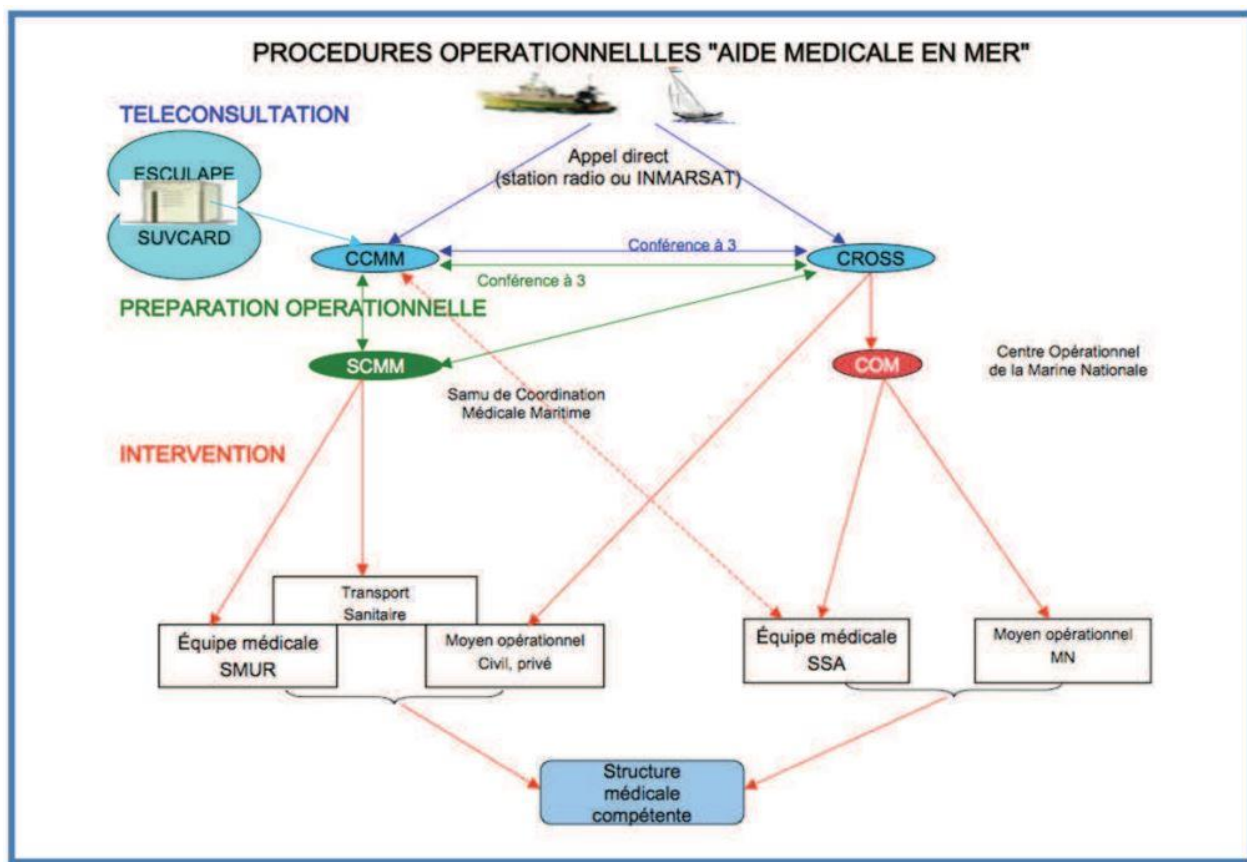 PROCEDURES OPERATIONNELLLES "AIDE MEDICALE EN MER"
TELECONSULTATION
ESCULAPE
SUVCARD
Appel direct
(station radio ou INMARSAT)
CCMM
Conférence à 3
CROSS
Conférence à 3
PREPARATION OPERATIONNELLE
SCMM
Samu de Coordination
Médicale Maritime
COM
Centre Opérationnel
de la Marine Nationale
INTERVENTION
Transport
Sanitaire
Équipe médicale
SMUR
Moyen opérationnel
Civil, privé
Équipe médicale
SSA
Moyen opérationnel
MN
Structure
médicale
compétente